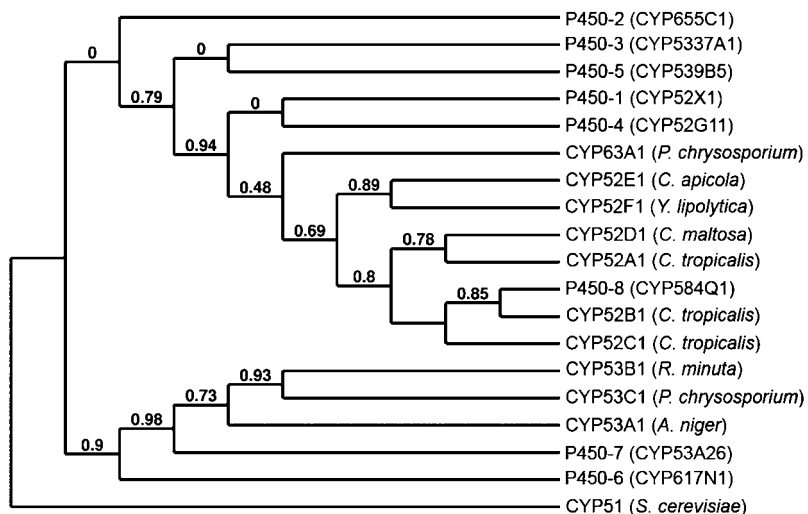 P450-2 (CYP655C1)
0
0
P450-3 (CYP5337A1)
P450-5 (CYP539B5)
0.79
0
P450-1 (CYP52X1)
P450-4 (CYP52G11)
0.94
CYP63A1 (P. chrysosporium)
0.48
0.89
CYP52E1 (C. apicola)
CYP52F1 (Y. lipolytica)
0.69
0.78
CYP52D1 (C. maltosa)
CYP52A1 (C. tropicalis)
0.8
0.85
P450-8 (CYP584Q1)
CYP52B1 (C. tropicalis)
CYP52C1 (C. tropicalis)
0.93
CYP53B1 (R. minuta)
CYP53C1 (P. chrysosporium)
0.73
CYP53A1 (A. niger)
0.98
P450-7 (CYP53A26)
0.9
P450-6 (CYP617N1)
CYP51 (S. cerevisiae)